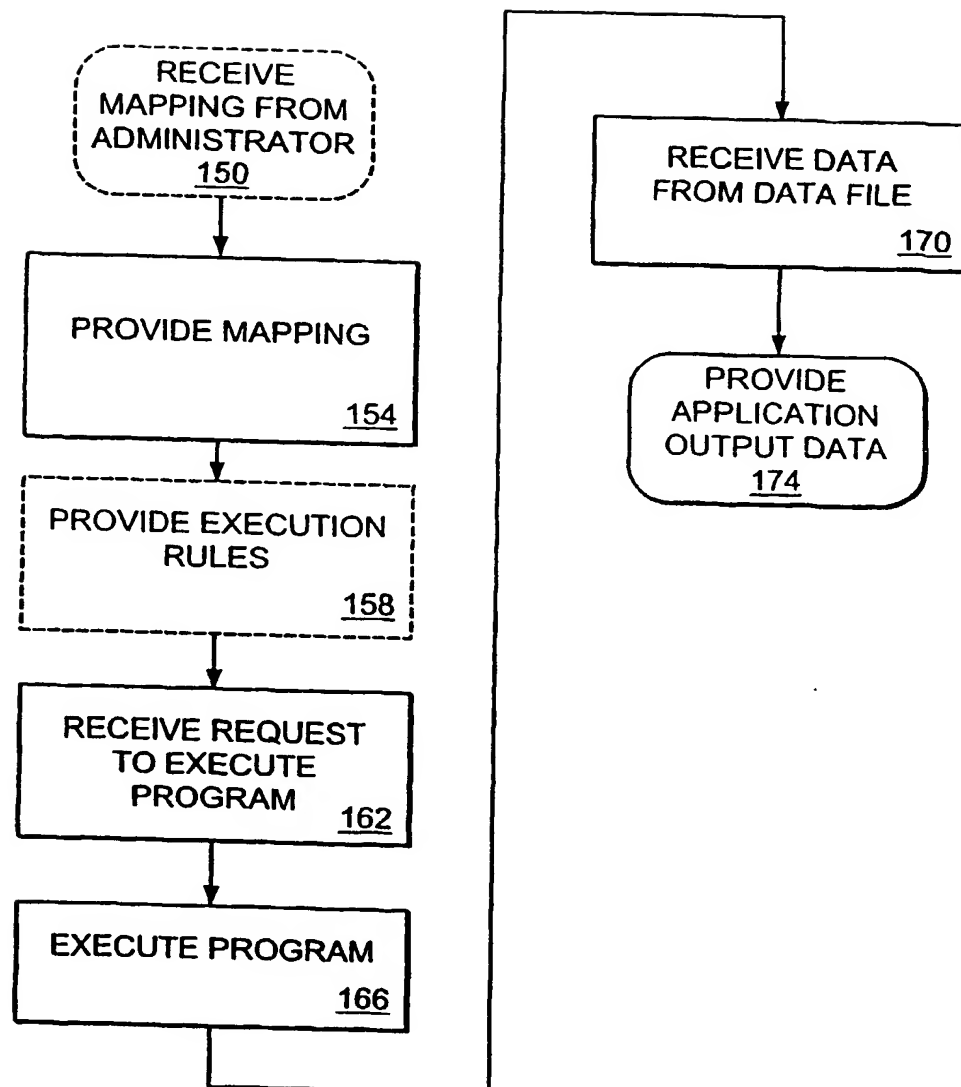 RECEIVE
MAPPING FROM
ADMINISTRATOR
150
PROVIDE MAPPING
154
PROVIDE EXECUTION
RULES
158
RECEIVE REQUEST
TO EXECUTE
PROGRAM
162
EXECUTE PROGRAM
166
RECEIVE DATA
FROM DATA FILE
170
PROVIDE
APPLICATION
OUTPUT DATA
174